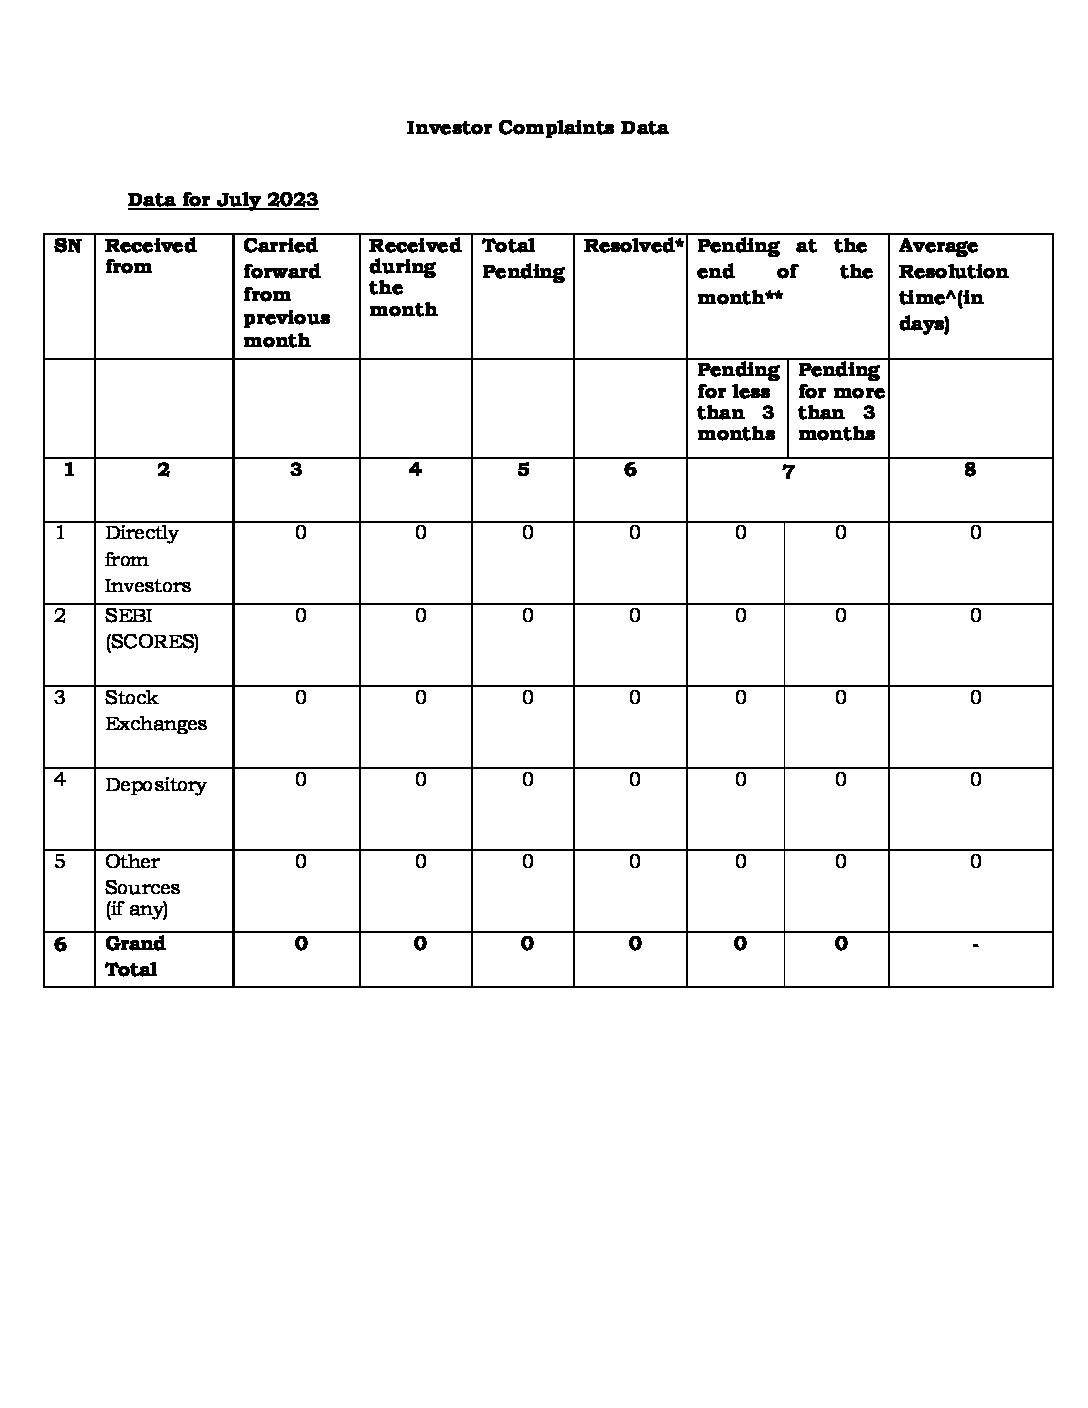 Investor Complaints Data
Data for July 2023
SN Received from Carried forward from previous month Received during the month Total Pending Resolved* Pending at the end of the month** Average Resolution time^(in days)
Pending for less than 3 months Pending for more than 3 months
1 2 3 4 5 6 7 8
1 Directly from Investors 0 0 0 0 0 0 0
2 SEBI (SCORES) 0 0 0 0 0 0 0
3 Stock Exchanges 0 0 0 0 0 0 0
4 Depository 0 0 0 0 0 0 0
5 Other Sources (if any) 0 0 0 0 0 0 0
6 Grand Total 0 0 0 0 0 0 -